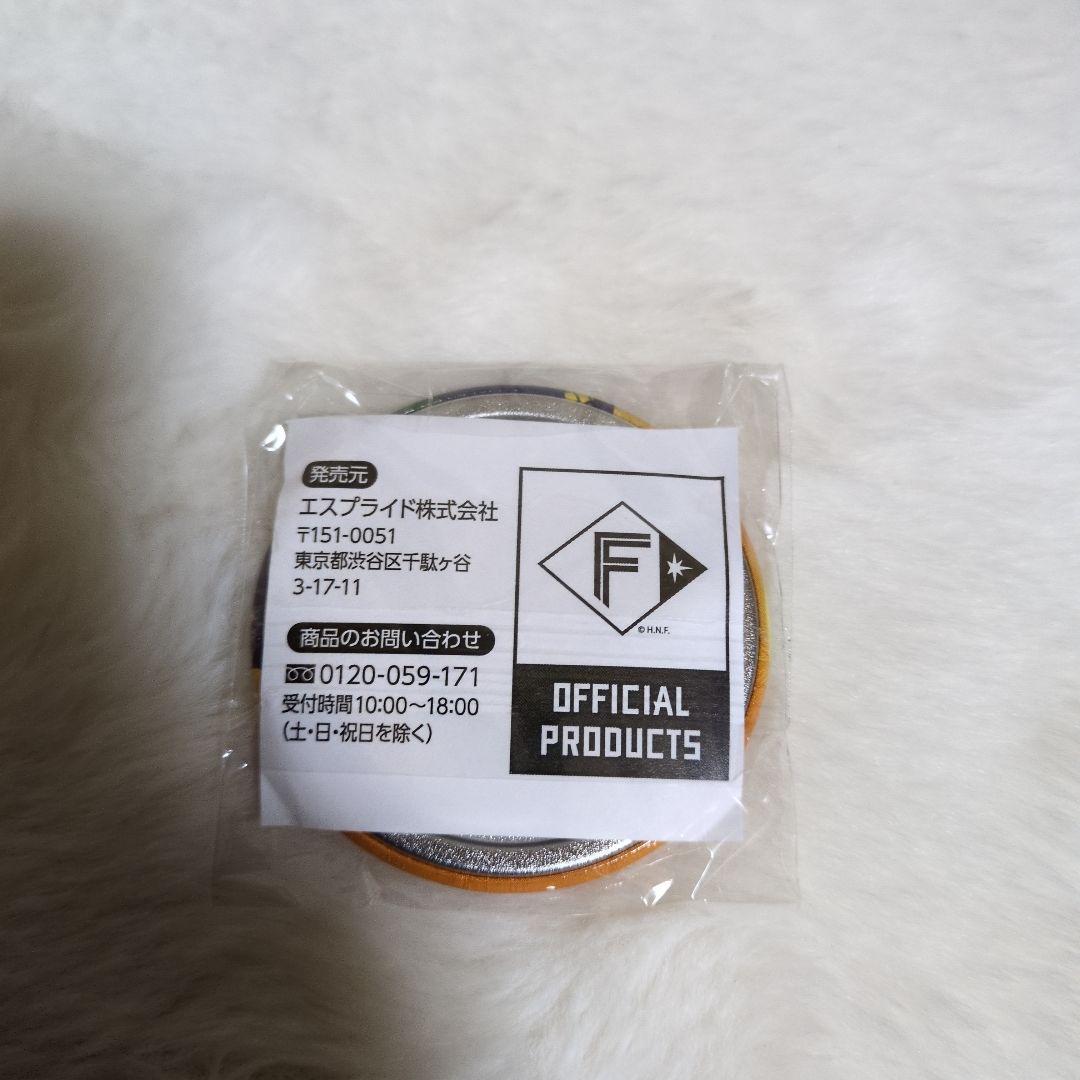 発売元
エスプライド株式会社
〒151-0051
東京都渋谷区千駄ヶ谷
3-17-11
商品のお問い合わせ
0120-059-171
受付時間10:00〜18:00
(土・日・祝日を除く)
F
© H.N.F.
OFFICIAL
PRODUCTS